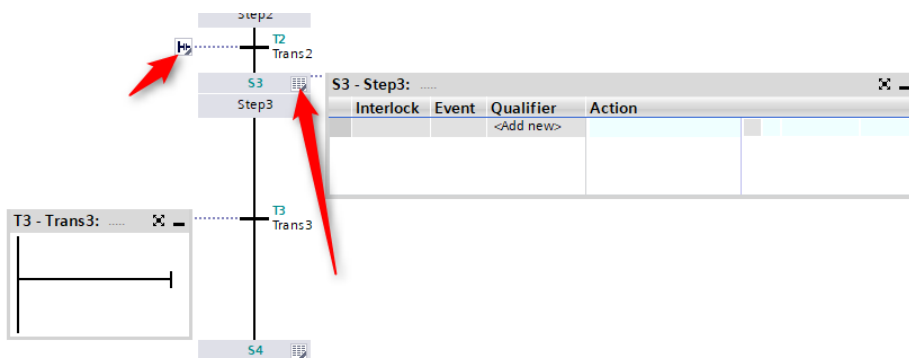 Step2
T2
Trans2
S3
S3 - Step3: .....
Step3
Interlock Event Qualifier Action
<Add new>
T3
Trans3
T3 - Trans3: .....
S4